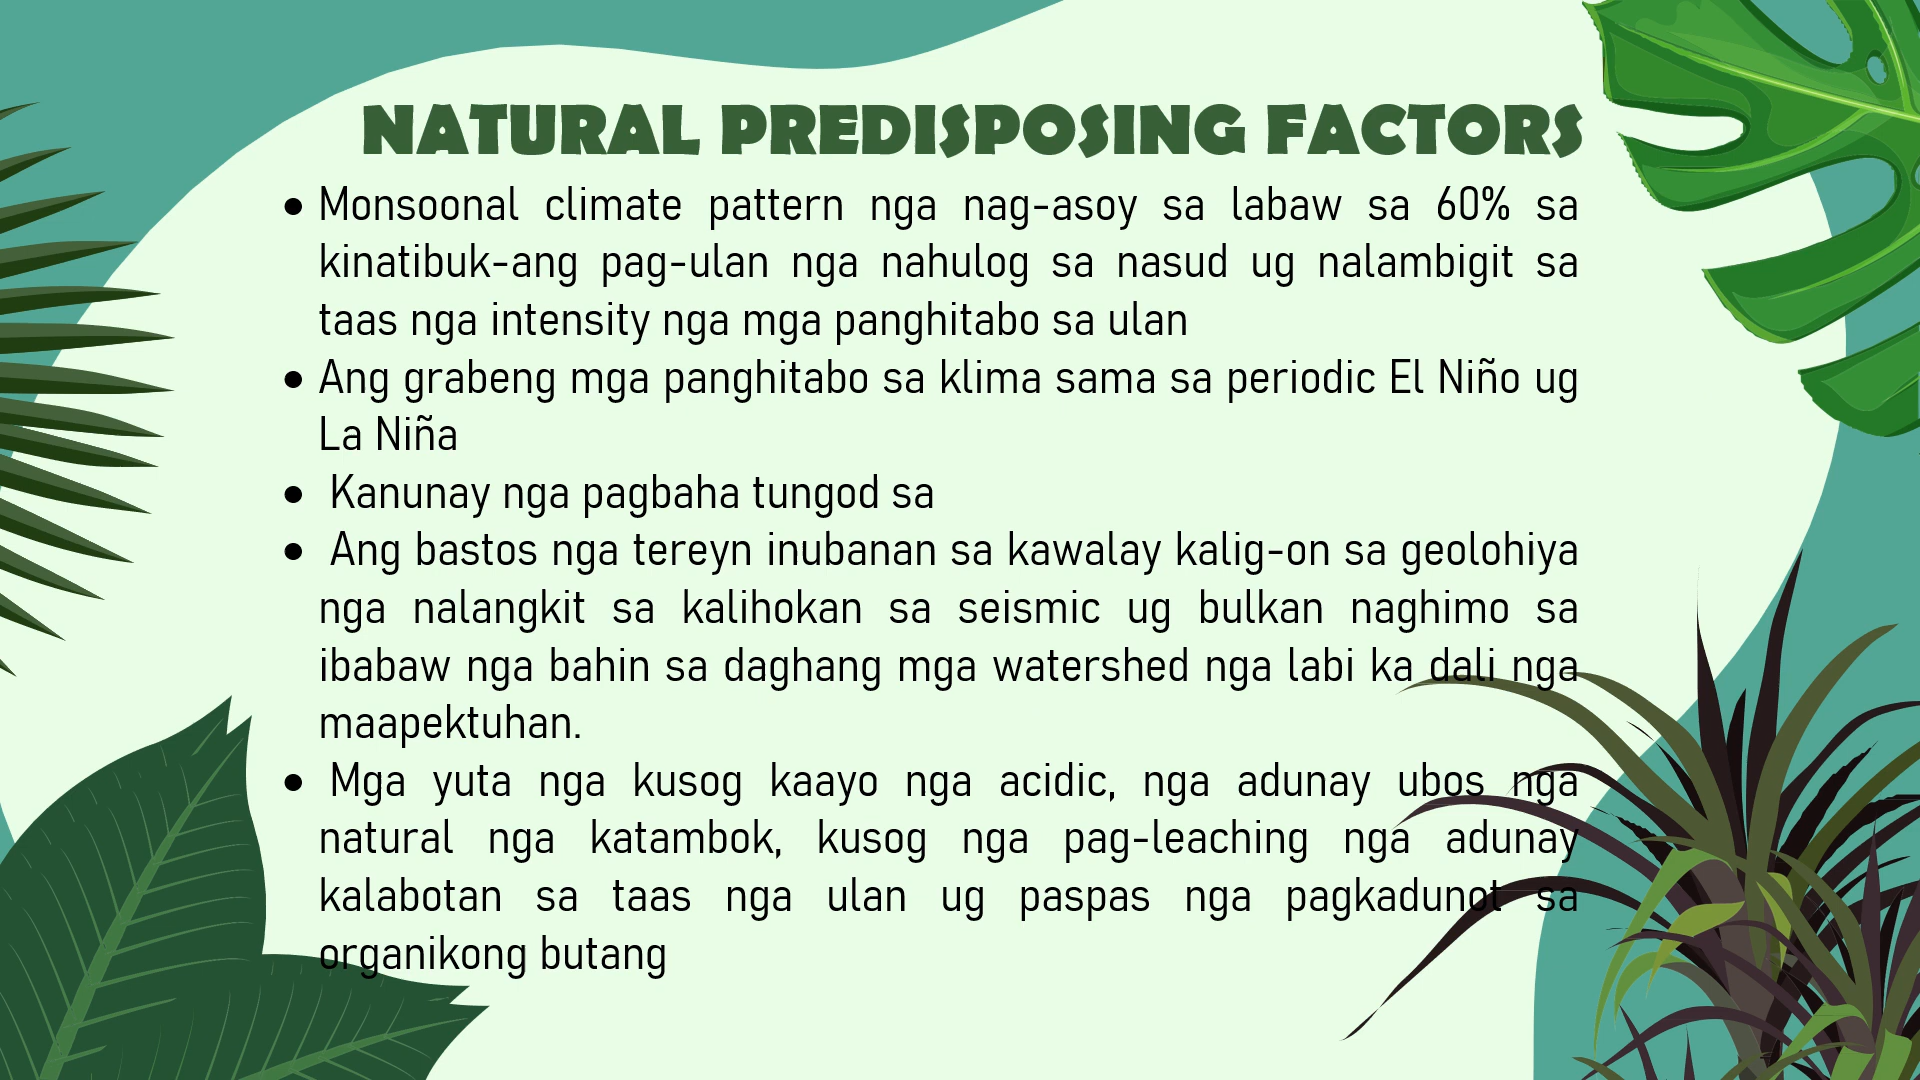 NATURAL PREDISPOSING FACTORS
• Monsoonal climate pattern nga nag-asoy sa labaw sa 60% sa
kinatibuk-ang pag-ulan nga nahulog sa nasud ug nalambigit sa
taas nga intensity nga mga panghitabo sa ulan
• Ang grabeng mga panghitabo sa klima sama sa periodic El Niño ug
La Niña
• Kanunay nga pagbaha tungod sa
• Ang bastos nga tereyn inubanan sa kawalay kalig-on sa geolohiya
nga nalangkit sa kalihokan sa seismic ug bulkan naghimo sa
ibabaw nga bahin sa daghang mga watershed nga labi ka dali nga
maapektuhan.
• Mga yuta nga kusog kaayo nga acidic, nga adunay ubos nga
natural nga katambok, kusog nga pag-leaching nga adunay
kalabotan sa taas nga ulan ug paspas nga pagkadunot sa
organikong butang